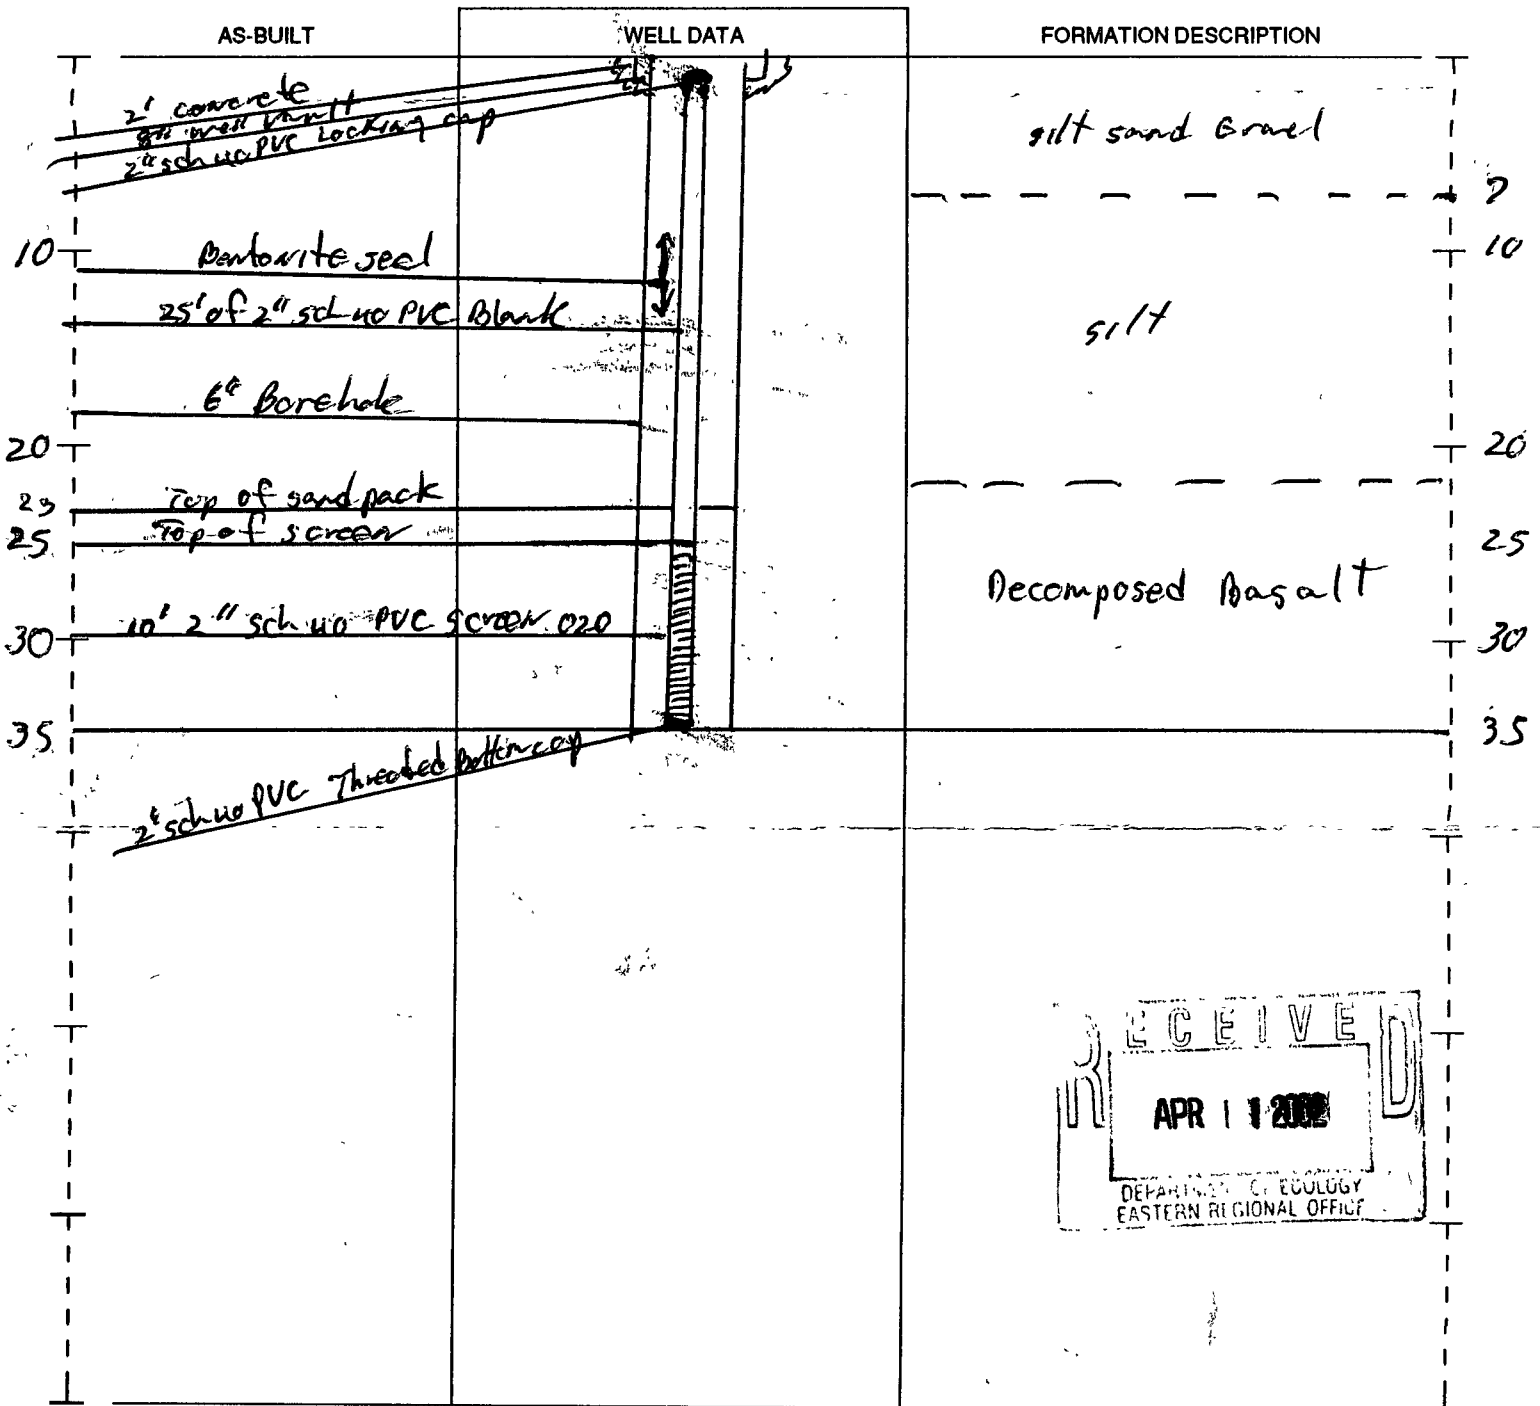 AS-BUILT
WELL DATA
FORMATION DESCRIPTION
2' concrete
8" well vault
2" sch 40 PVC Locking cap
silt sand Gravel
7
10
Bentonite seal
10
25' of 2" sch 40 PVC Blank
silt
6" Borehole
20
20
23
Top of sand pack
25
Top of screen
25
Decomposed Basalt
10' 2" sch 40 PVC screen .020
30
30
35
35
2" sch 40 PVC Threaded Bottom cap
RECEIVED
APR 11
DEPARTMENT OF ECOLOGY
EASTERN REGIONAL OFFICE